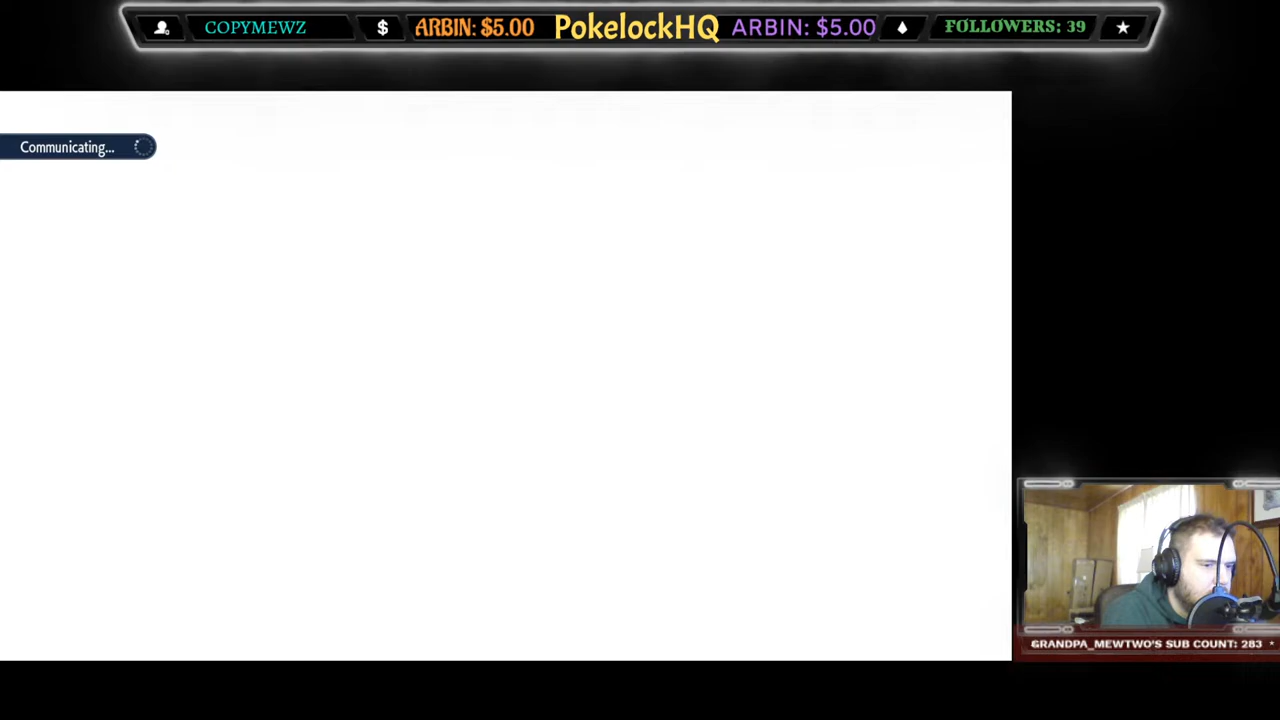 COPYMEWZ $ ARBIN: $5.00 PokelockHQ ARBIN: $5.00 FOLLOWERS: 39
Communicating...
GRANDPA_MEWTWO'S SUB COUNT: 283 *